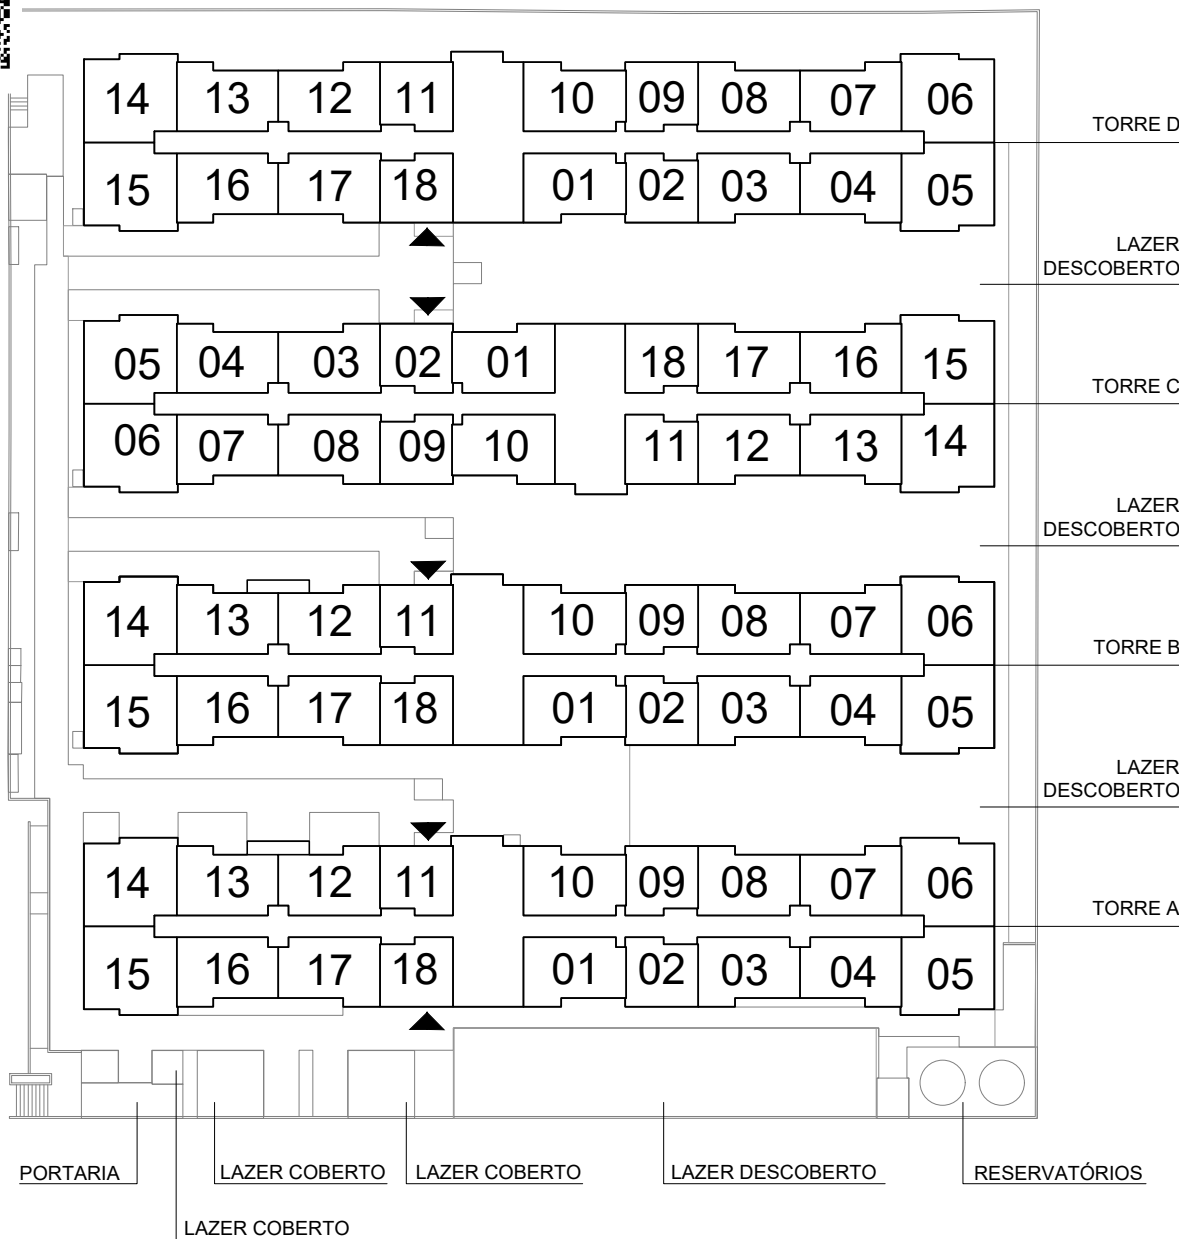 14 13 12 11 10 09 08 07 06
TORRE D
15 16 17 18 01 02 03 04 05
LAZER
DESCOBERTO
05 04 03 02 01 18 17 16 15
TORRE C
06 07 08 09 10 11 12 13 14
LAZER
DESCOBERTO
14 13 12 11 10 09 08 07 06
TORRE B
15 16 17 18 01 02 03 04 05
LAZER
DESCOBERTO
14 13 12 11 10 09 08 07 06
TORRE A
15 16 17 18 01 02 03 04 05
PORTARIA
LAZER COBERTO
LAZER COBERTO
LAZER DESCOBERTO
RESERVATÓRIOS
LAZER COBERTO